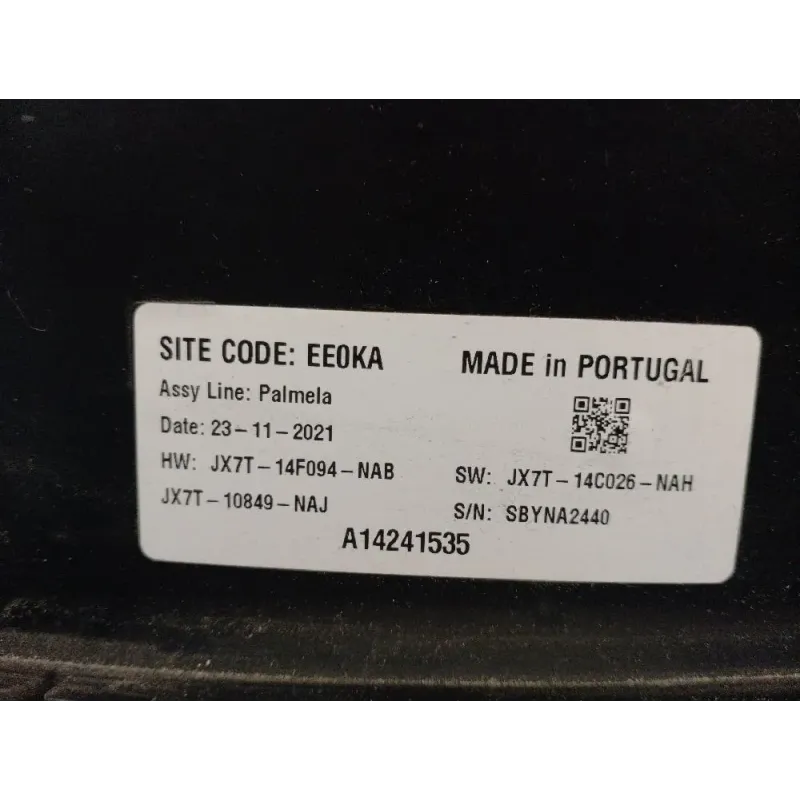 SITE CODE: EE0KA
MADE in PORTUGAL
Assy Line: Palmela
Date: 23-11-2021
HW: JX7T-14F094-NAB
SW: JX7T-14C026-NAH
JX7T-10849-NAJ
S/N: SBYNA2440
A14241535